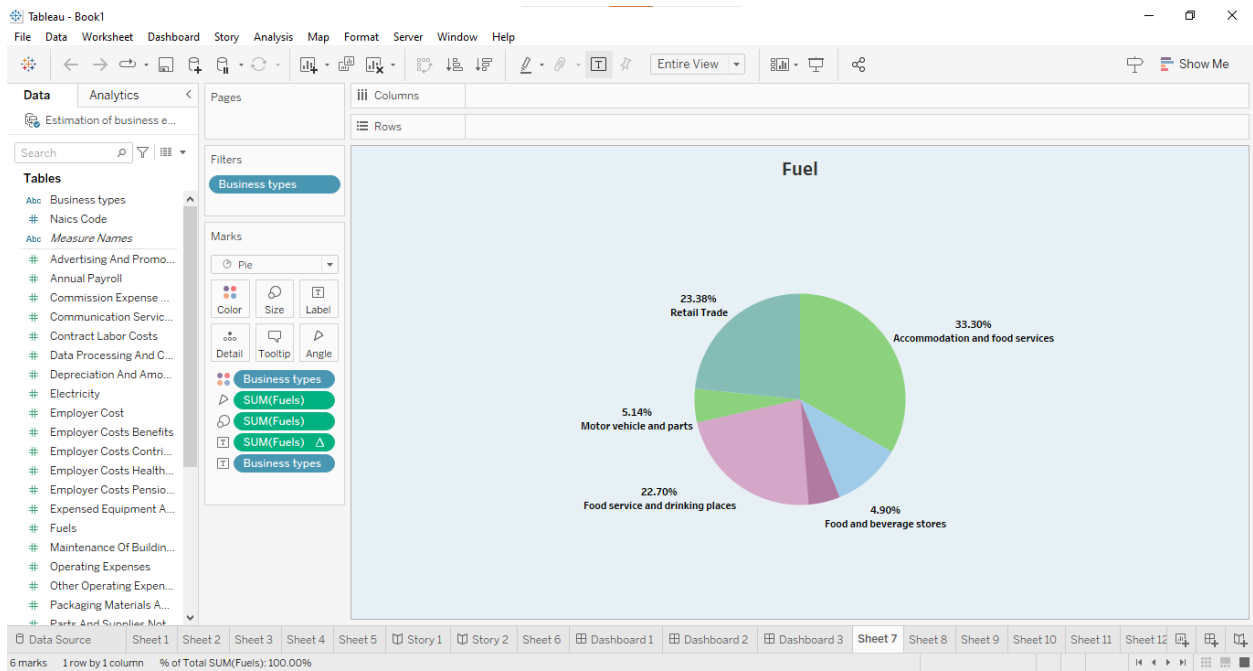 Tableau - Book1
File Data Worksheet Dashboard Story Analysis Map Format Server Window Help
Entire View
Show Me
Data Analytics
Estimation of business e...
Search
Tables
Abc Business types
# Naics Code
Abc Measure Names
# Advertising And Promo...
# Annual Payroll
# Commission Expense ...
# Communication Servic...
# Contract Labor Costs
# Data Processing And C...
# Depreciation And Amo...
# Electricity
# Employer Cost
# Employer Costs Benefits
# Employer Costs Contri...
# Employer Costs Health...
# Employer Costs Pensio...
# Expensed Equipment A...
# Fuels
# Maintenance Of Buildin...
# Operating Expenses
# Other Operating Expen...
# Packaging Materials A...
# Parts And Supplies Not
Pages
Filters
Business types
Marks
Pie
Color Size Label
Detail Tooltip Angle
Business types
SUM(Fuels)
SUM(Fuels)
SUM(Fuels) Δ
Business types
Columns
Rows
Fuel
23.38%
Retail Trade
33.30%
Accommodation and food services
5.14%
Motor vehicle and parts
22.70%
Food service and drinking places
4.90%
Food and beverage stores
Data Source Sheet 1 Sheet 2 Sheet 3 Sheet 4 Sheet 5 Story 1 Story 2 Sheet 6 Dashboard 1 Dashboard 2 Dashboard 3 Sheet 7 Sheet 8 Sheet 9 Sheet 10 Sheet 11 Sheet 12
6 marks 1 row by 1 column % of Total SUM(Fuels): 100.00%